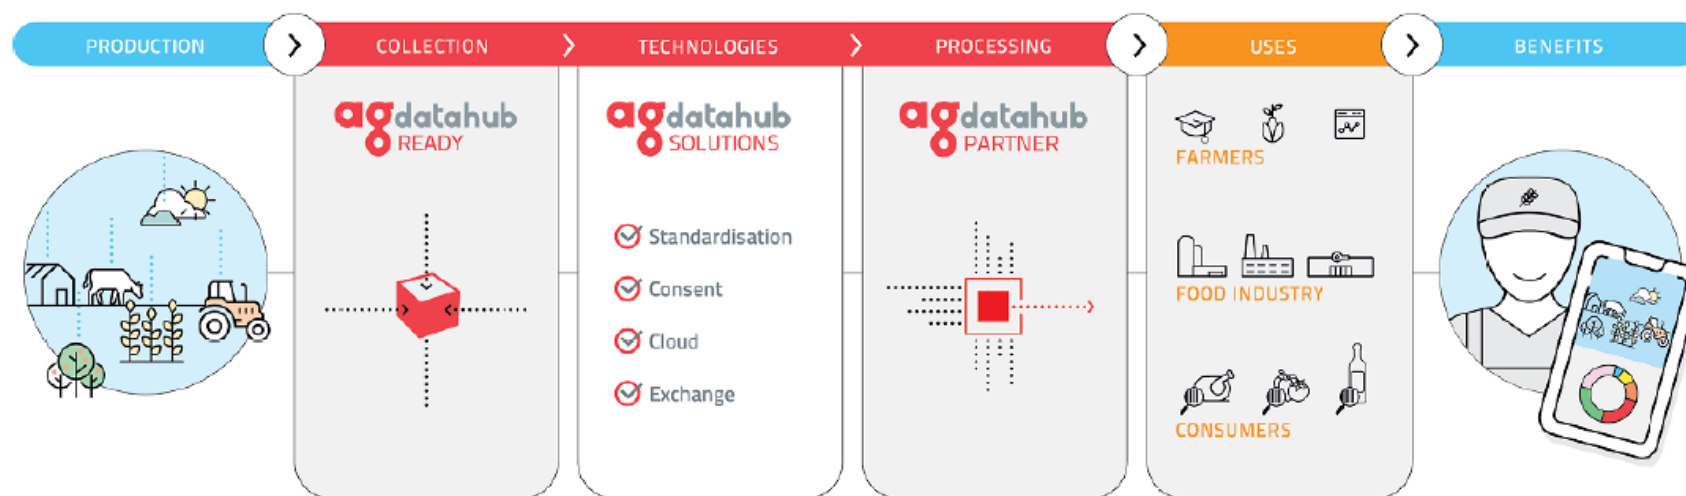 PRODUCTION
COLLECTION
TECHNOLOGIES
PROCESSING
USES
BENEFITS
agdatahub
READY
agdatahub
SOLUTIONS
Standardisation
Consent
Cloud
Exchange
agdatahub
PARTNER
FARMERS
FOOD INDUSTRY
CONSUMERS